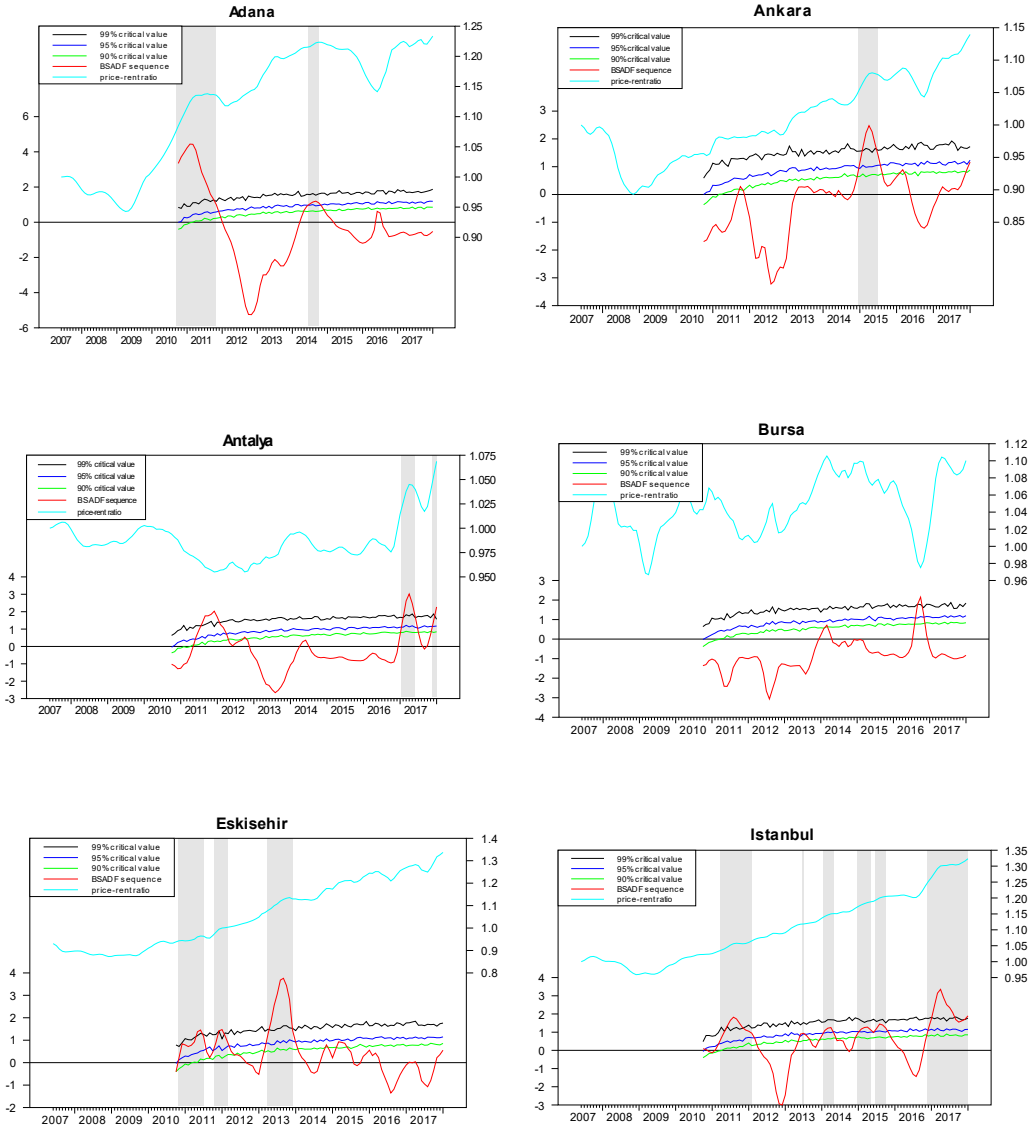 Adana
99% critical value
95% critical value
90% critical value
BSADF sequence
price-rent ratio
6
4
2
0
-2
-4
-6
1.25
1.20
1.15
1.10
1.05
1.00
0.95
0.90
2007 2008 2009 2010 2011 2012 2013 2014 2015 2016 2017
Ankara
99% critical value
95% critical value
90% critical value
BSADF sequence
price-rent ratio
3
2
1
0
-1
-2
-3
-4
1.15
1.10
1.05
1.00
0.95
0.90
0.85
2007 2008 2009 2010 2011 2012 2013 2014 2015 2016 2017
Antalya
99% critical value
95% critical value
90% critical value
BSADF sequence
price-rent ratio
4
3
2
1
0
-1
-2
-3
1.075
1.050
1.025
1.000
0.975
0.950
2007 2008 2009 2010 2011 2012 2013 2014 2015 2016 2017
Bursa
99% critical value
95% critical value
90% critical value
BSADF sequence
price-rent ratio
3
2
1
0
-1
-2
-3
-4
1.12
1.10
1.08
1.06
1.04
1.02
1.00
0.98
0.96
2007 2008 2009 2010 2011 2012 2013 2014 2015 2016 2017
Eskisehir
99% critical value
95% critical value
90% critical value
BSADF sequence
price-rent ratio
4
3
2
1
0
-1
-2
1.4
1.3
1.2
1.1
1.0
0.9
0.8
2007 2008 2009 2010 2011 2012 2013 2014 2015 2016 2017
Istanbul
99% critical value
95% critical value
90% critical value
BSADF sequence
price-rent ratio
4
3
2
1
0
-1
-2
-3
1.35
1.30
1.25
1.20
1.15
1.10
1.05
1.00
0.95
2007 2008 2009 2010 2011 2012 2013 2014 2015 2016 2017